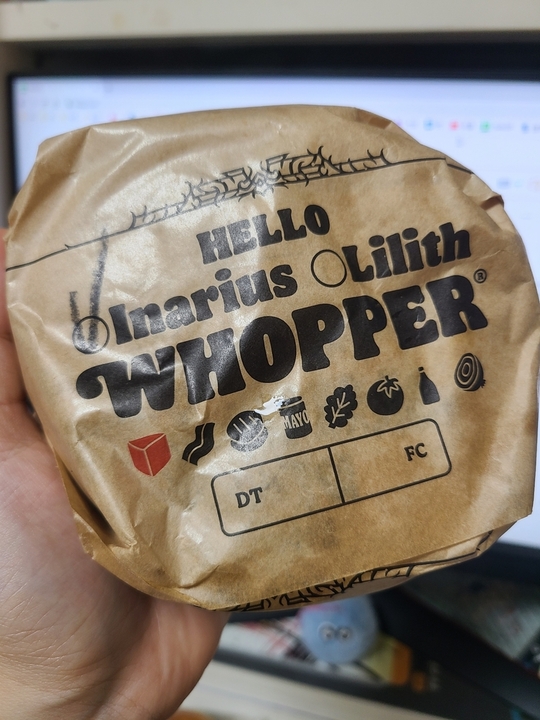 HELLO
Inarius Lilith
WHOPPER®
MAYO
DT FC